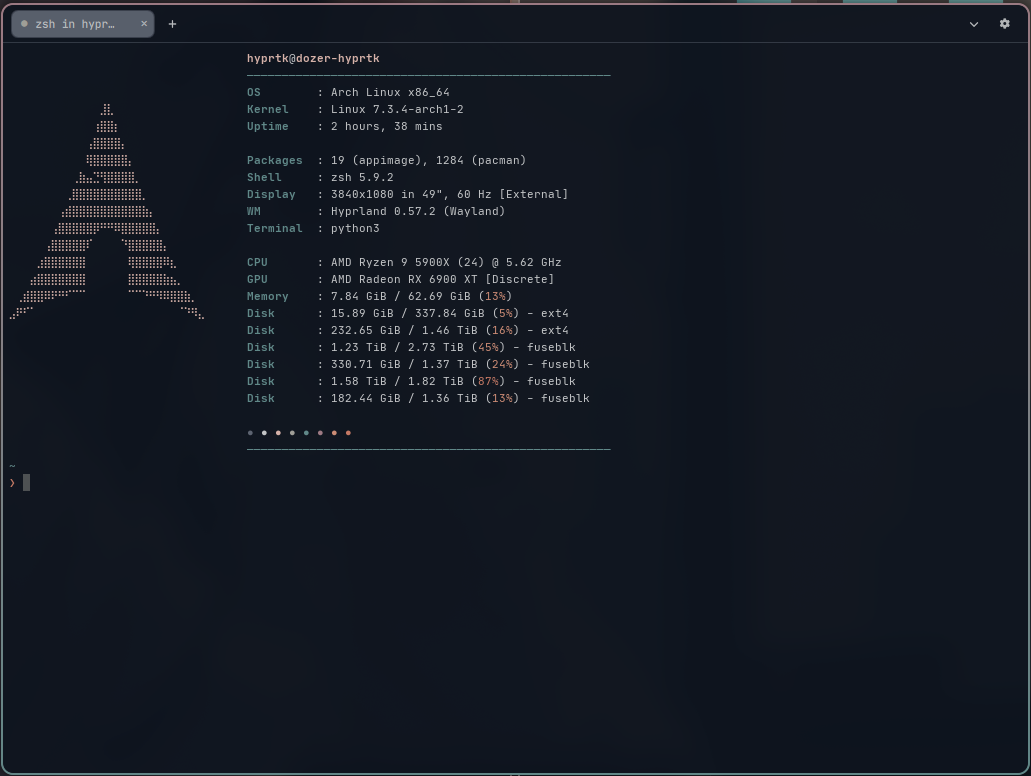 zsh in hypr…
hyprtk@dozer-hyprtk
OS : Arch Linux x86_64
Kernel : Linux 7.3.4-arch1-2
Uptime : 2 hours, 38 mins
Packages : 19 (appimage), 1284 (pacman)
Shell : zsh 5.9.2
Display : 3840x1080 in 49", 60 Hz [External]
WM : Hyprland 0.57.2 (Wayland)
Terminal : python3
CPU : AMD Ryzen 9 5900X (24) @ 5.62 GHz
GPU : AMD Radeon RX 6900 XT [Discrete]
Memory : 7.84 GiB / 62.69 GiB (13%)
Disk : 15.89 GiB / 337.84 GiB (5%) - ext4
Disk : 232.65 GiB / 1.46 TiB (16%) - ext4
Disk : 1.23 TiB / 2.73 TiB (45%) - fuseblk
Disk : 330.71 GiB / 1.37 TiB (24%) - fuseblk
Disk : 1.58 TiB / 1.82 TiB (87%) - fuseblk
Disk : 182.44 GiB / 1.36 TiB (13%) - fuseblk
~
❯